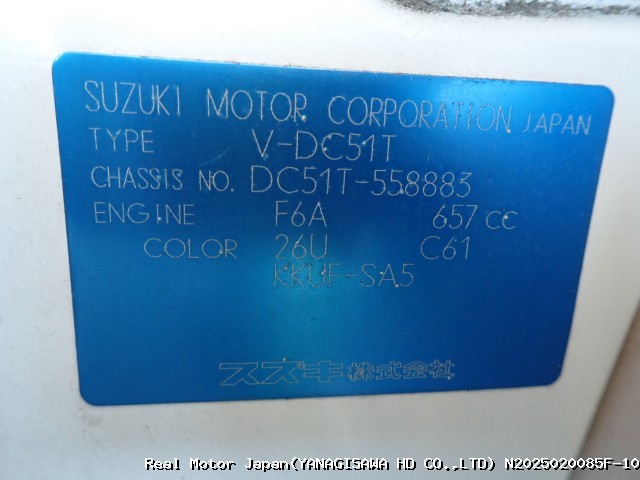 SUZUKI MOTOR CORPORATION JAPAN
TYPE V-DC51T
CHASSIS NO. DC51T-558883
ENGINE F6A 657 cc
COLOR 26U C61
KKUF-SA5
スズキ株式会社
Real Motor Japan(YANAGISAWA HD CO.,LTD) N2025020085F-10